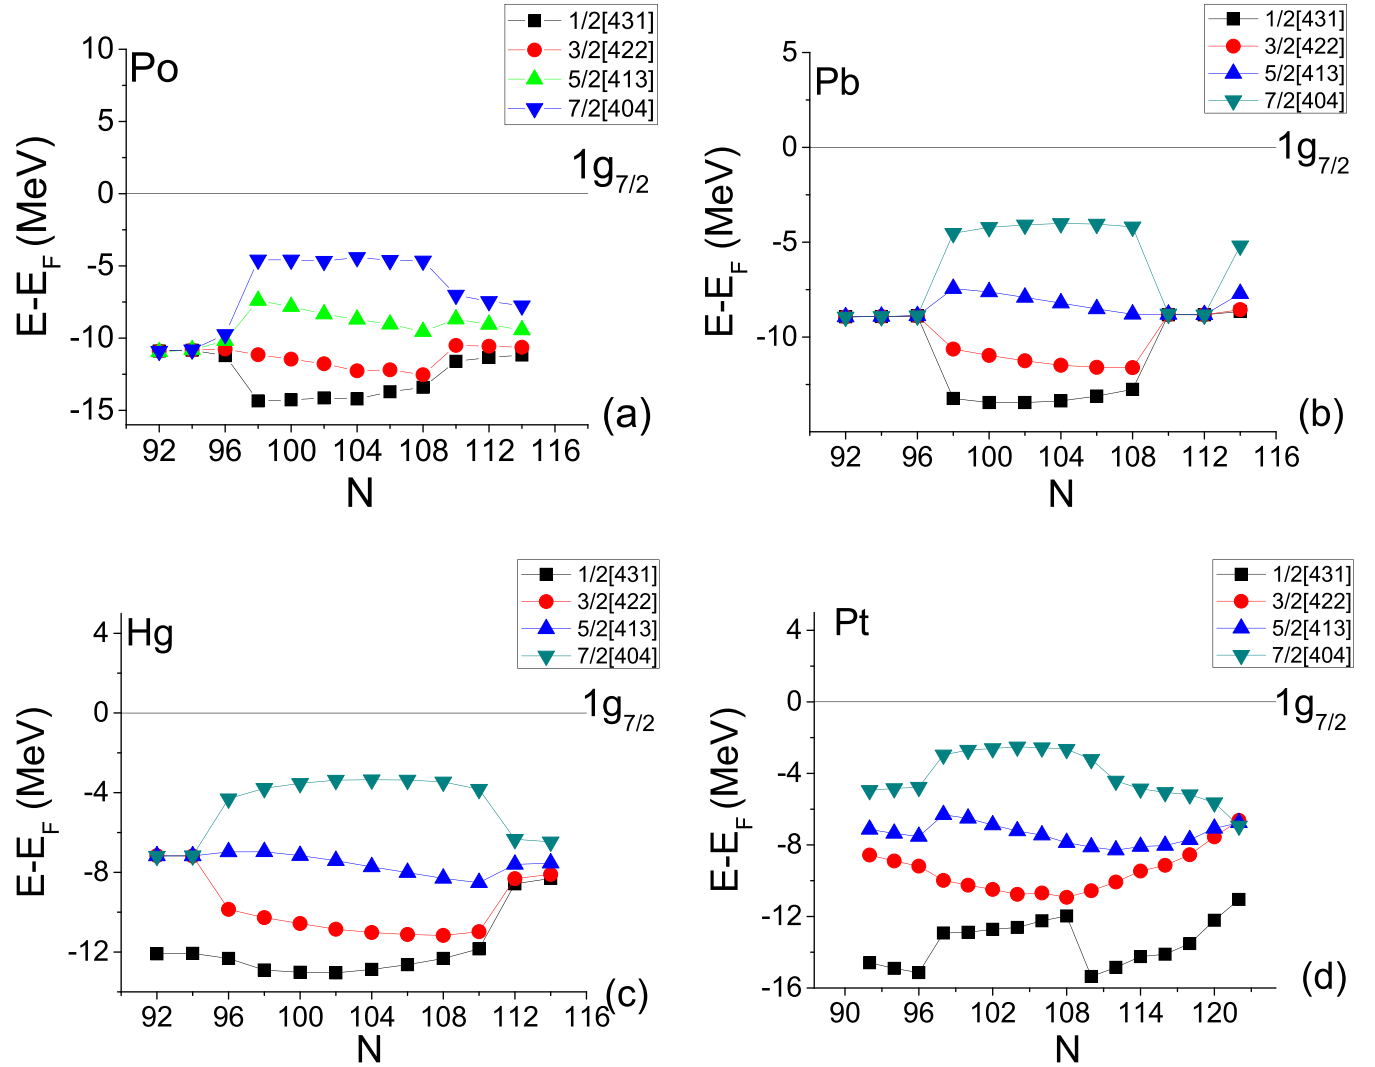 1/2[431]
3/2[422]
5/2[413]
7/2[404]
Po
10
5
0
-5
-10
-15
E-E_F (MeV)
1g_7/2
(a)
92 96 100 104 108 112 116
N
1/2[431]
3/2[422]
5/2[413]
7/2[404]
Pb
5
0
-5
-10
E-E_F (MeV)
1g_7/2
(b)
92 96 100 104 108 112 116
N
1/2[431]
3/2[422]
5/2[413]
7/2[404]
Hg
4
0
-4
-8
-12
E-E_F (MeV)
1g_7/2
(c)
92 96 100 104 108 112 116
N
1/2[431]
3/2[422]
5/2[413]
7/2[404]
Pt
4
0
-4
-8
-12
-16
E-E_F (MeV)
1g_7/2
(d)
90 96 102 108 114 120
N